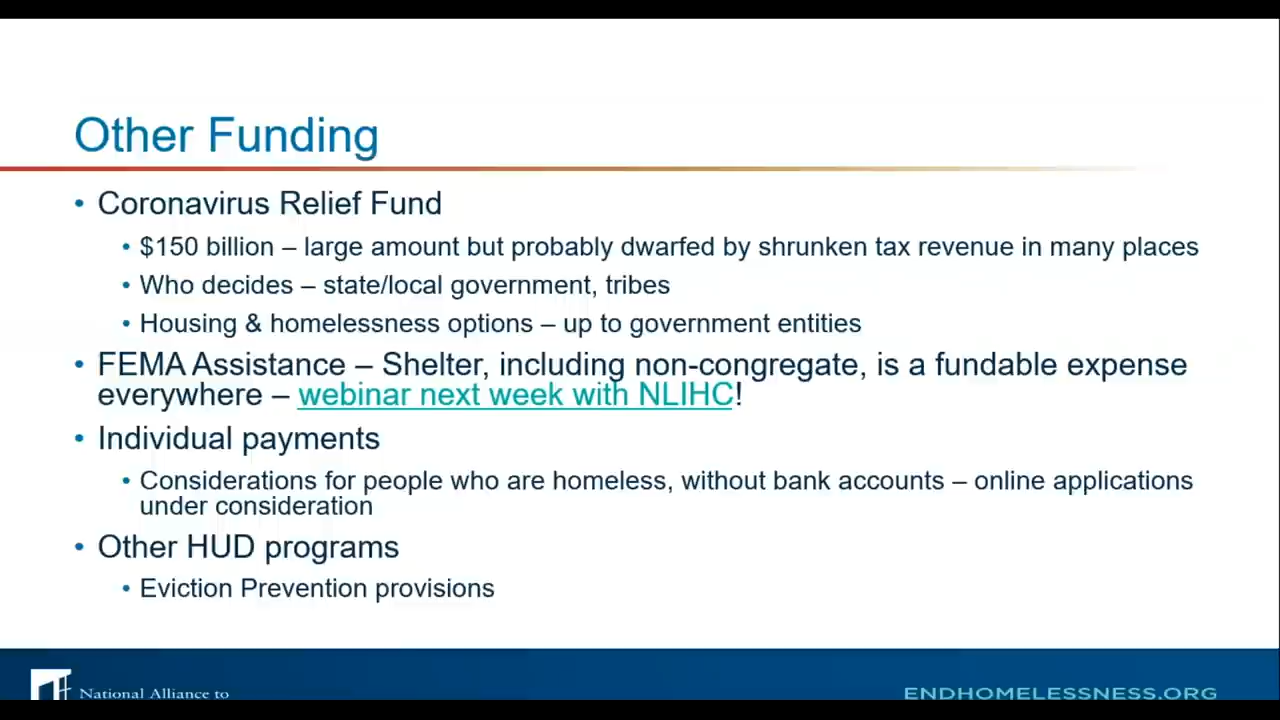 Other Funding
• Coronavirus Relief Fund
• $150 billion – large amount but probably dwarfed by shrunken tax revenue in many places
• Who decides – state/local government, tribes
• Housing & homelessness options – up to government entities
• FEMA Assistance – Shelter, including non-congregate, is a fundable expense
everywhere – webinar next week with NLIHC!
• Individual payments
• Considerations for people who are homeless, without bank accounts – online applications
under consideration
• Other HUD programs
• Eviction Prevention provisions
National Alliance to
ENDHOMELESSNESS.ORG